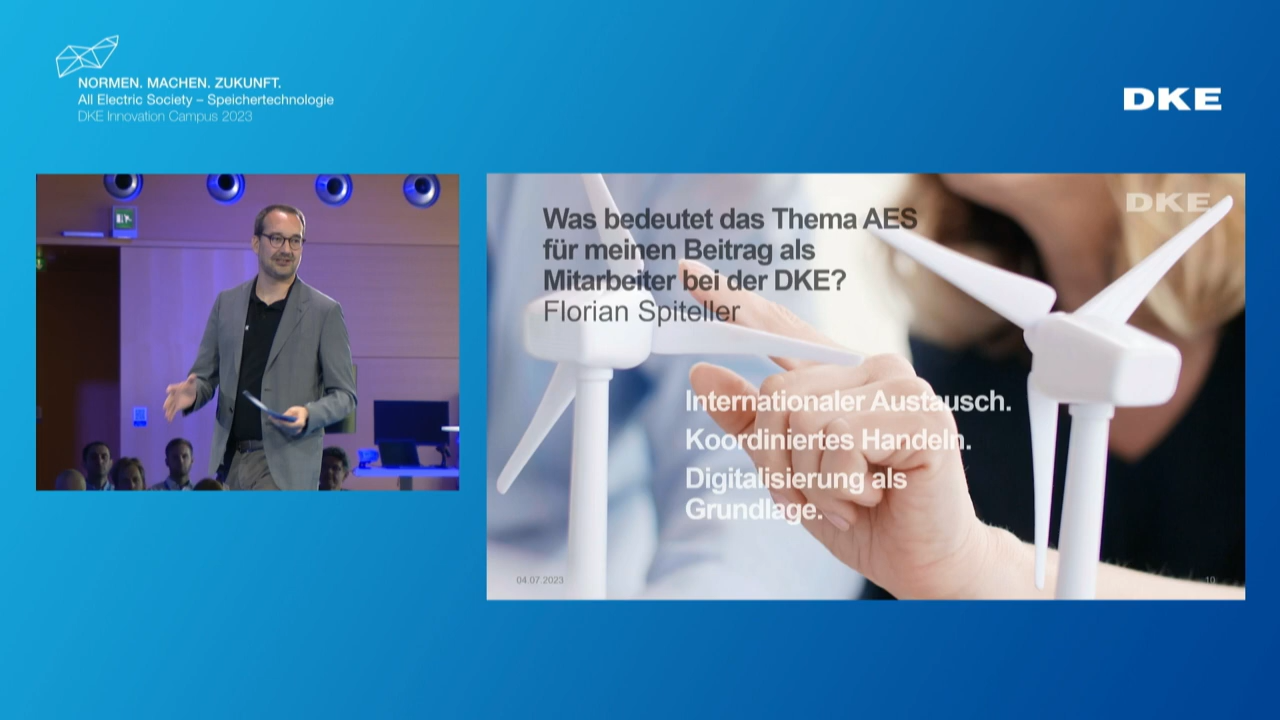 NORMEN. MACHEN. ZUKUNFT.
All Electric Society – Speichertechnologie
DKE Innovation Campus 2023
DKE
DKE
Was bedeutet das Thema AES
für meinen Beitrag als
Mitarbeiter bei der DKE?
Florian Spiteller
Internationaler Austausch.
Koordiniertes Handeln.
Digitalisierung als
Grundlage.
04.07.2023
10